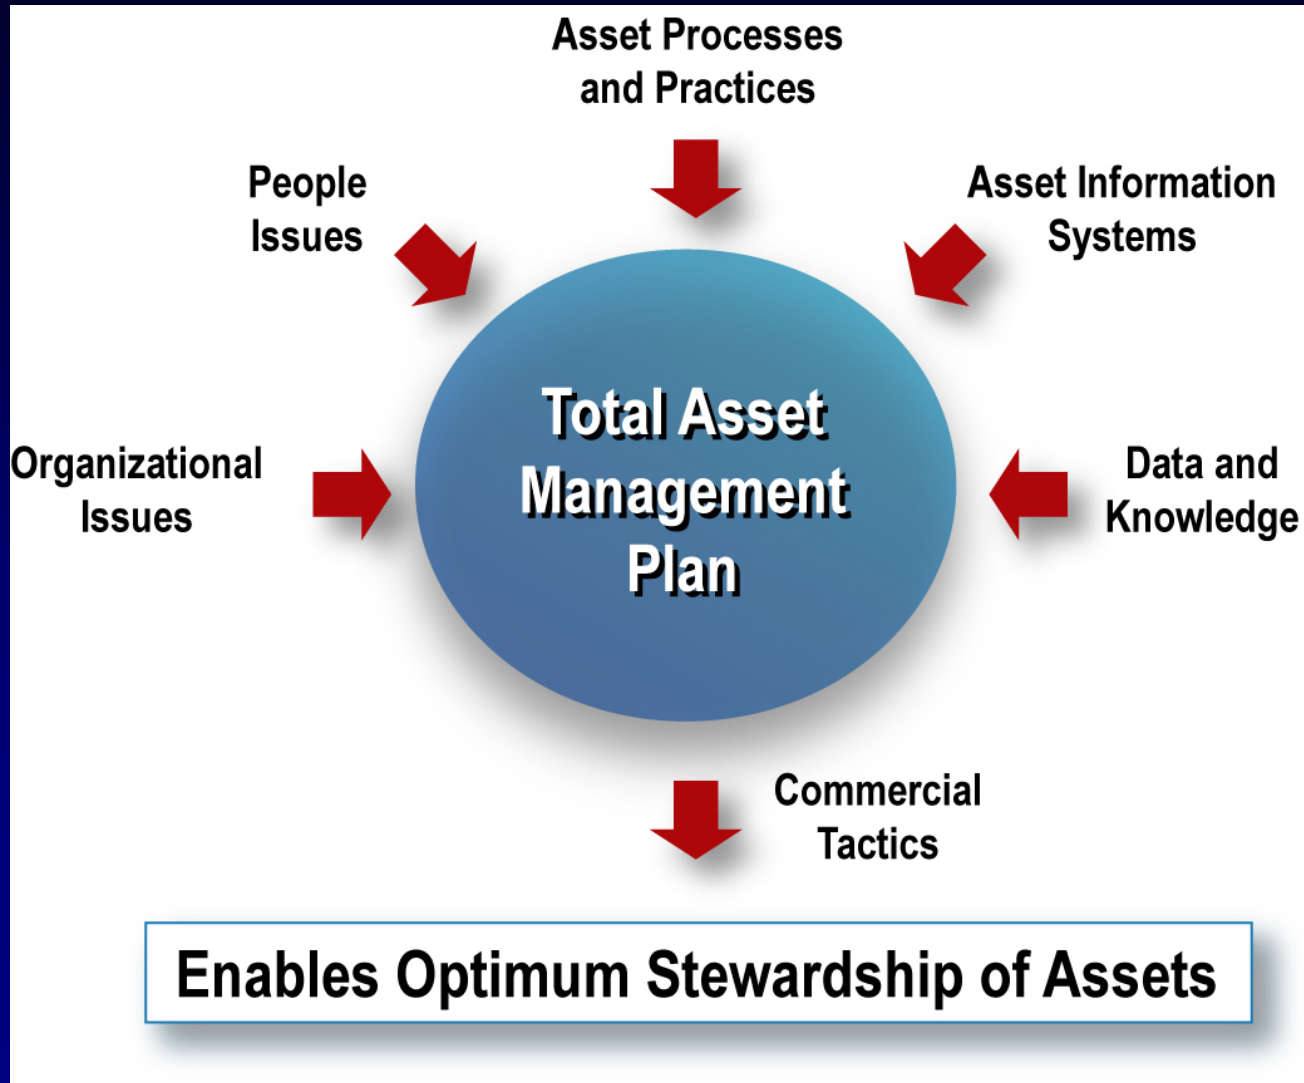 Asset Processes
and Practices
People
Issues
Asset Information
Systems
Organizational
Issues
Total Asset
Management
Plan
Data and
Knowledge
Commercial
Tactics
Enables Optimum Stewardship of Assets